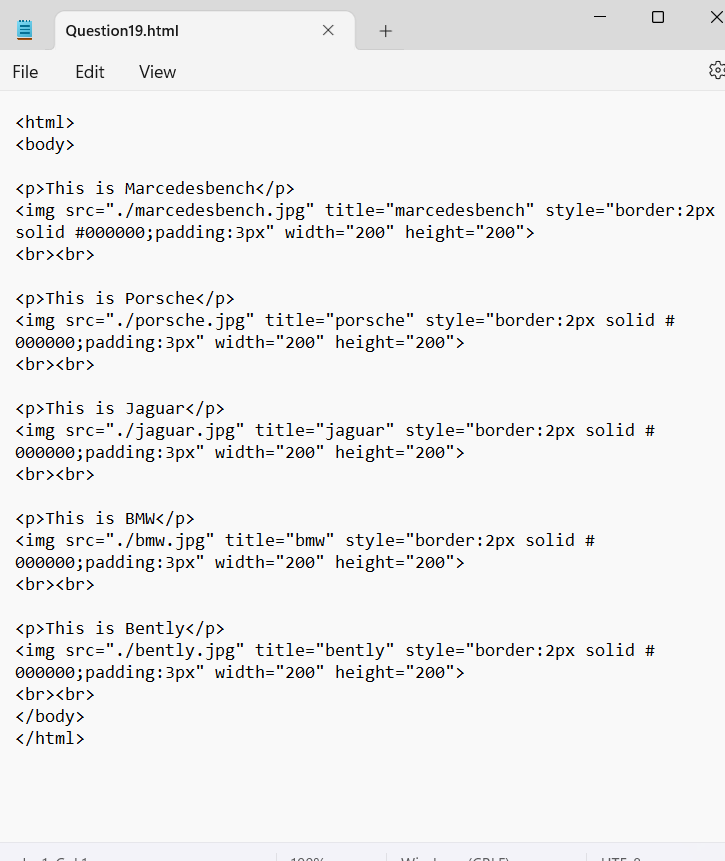 Question19.html
File Edit View
<html>
<body>
<p>This is Marcedesbench</p>
<img src="./marcedesbench.jpg" title="marcedesbench" style="border:2px
solid #000000;padding:3px" width="200" height="200">
<br><br>
<p>This is Porsche</p>
<img src="./porsche.jpg" title="porsche" style="border:2px solid #
000000;padding:3px" width="200" height="200">
<br><br>
<p>This is Jaguar</p>
<img src="./jaguar.jpg" title="jaguar" style="border:2px solid #
000000;padding:3px" width="200" height="200">
<br><br>
<p>This is BMW</p>
<img src="./bmw.jpg" title="bmw" style="border:2px solid #
000000;padding:3px" width="200" height="200">
<br><br>
<p>This is Bently</p>
<img src="./bently.jpg" title="bently" style="border:2px solid #
000000;padding:3px" width="200" height="200">
<br><br>
</body>
</html>